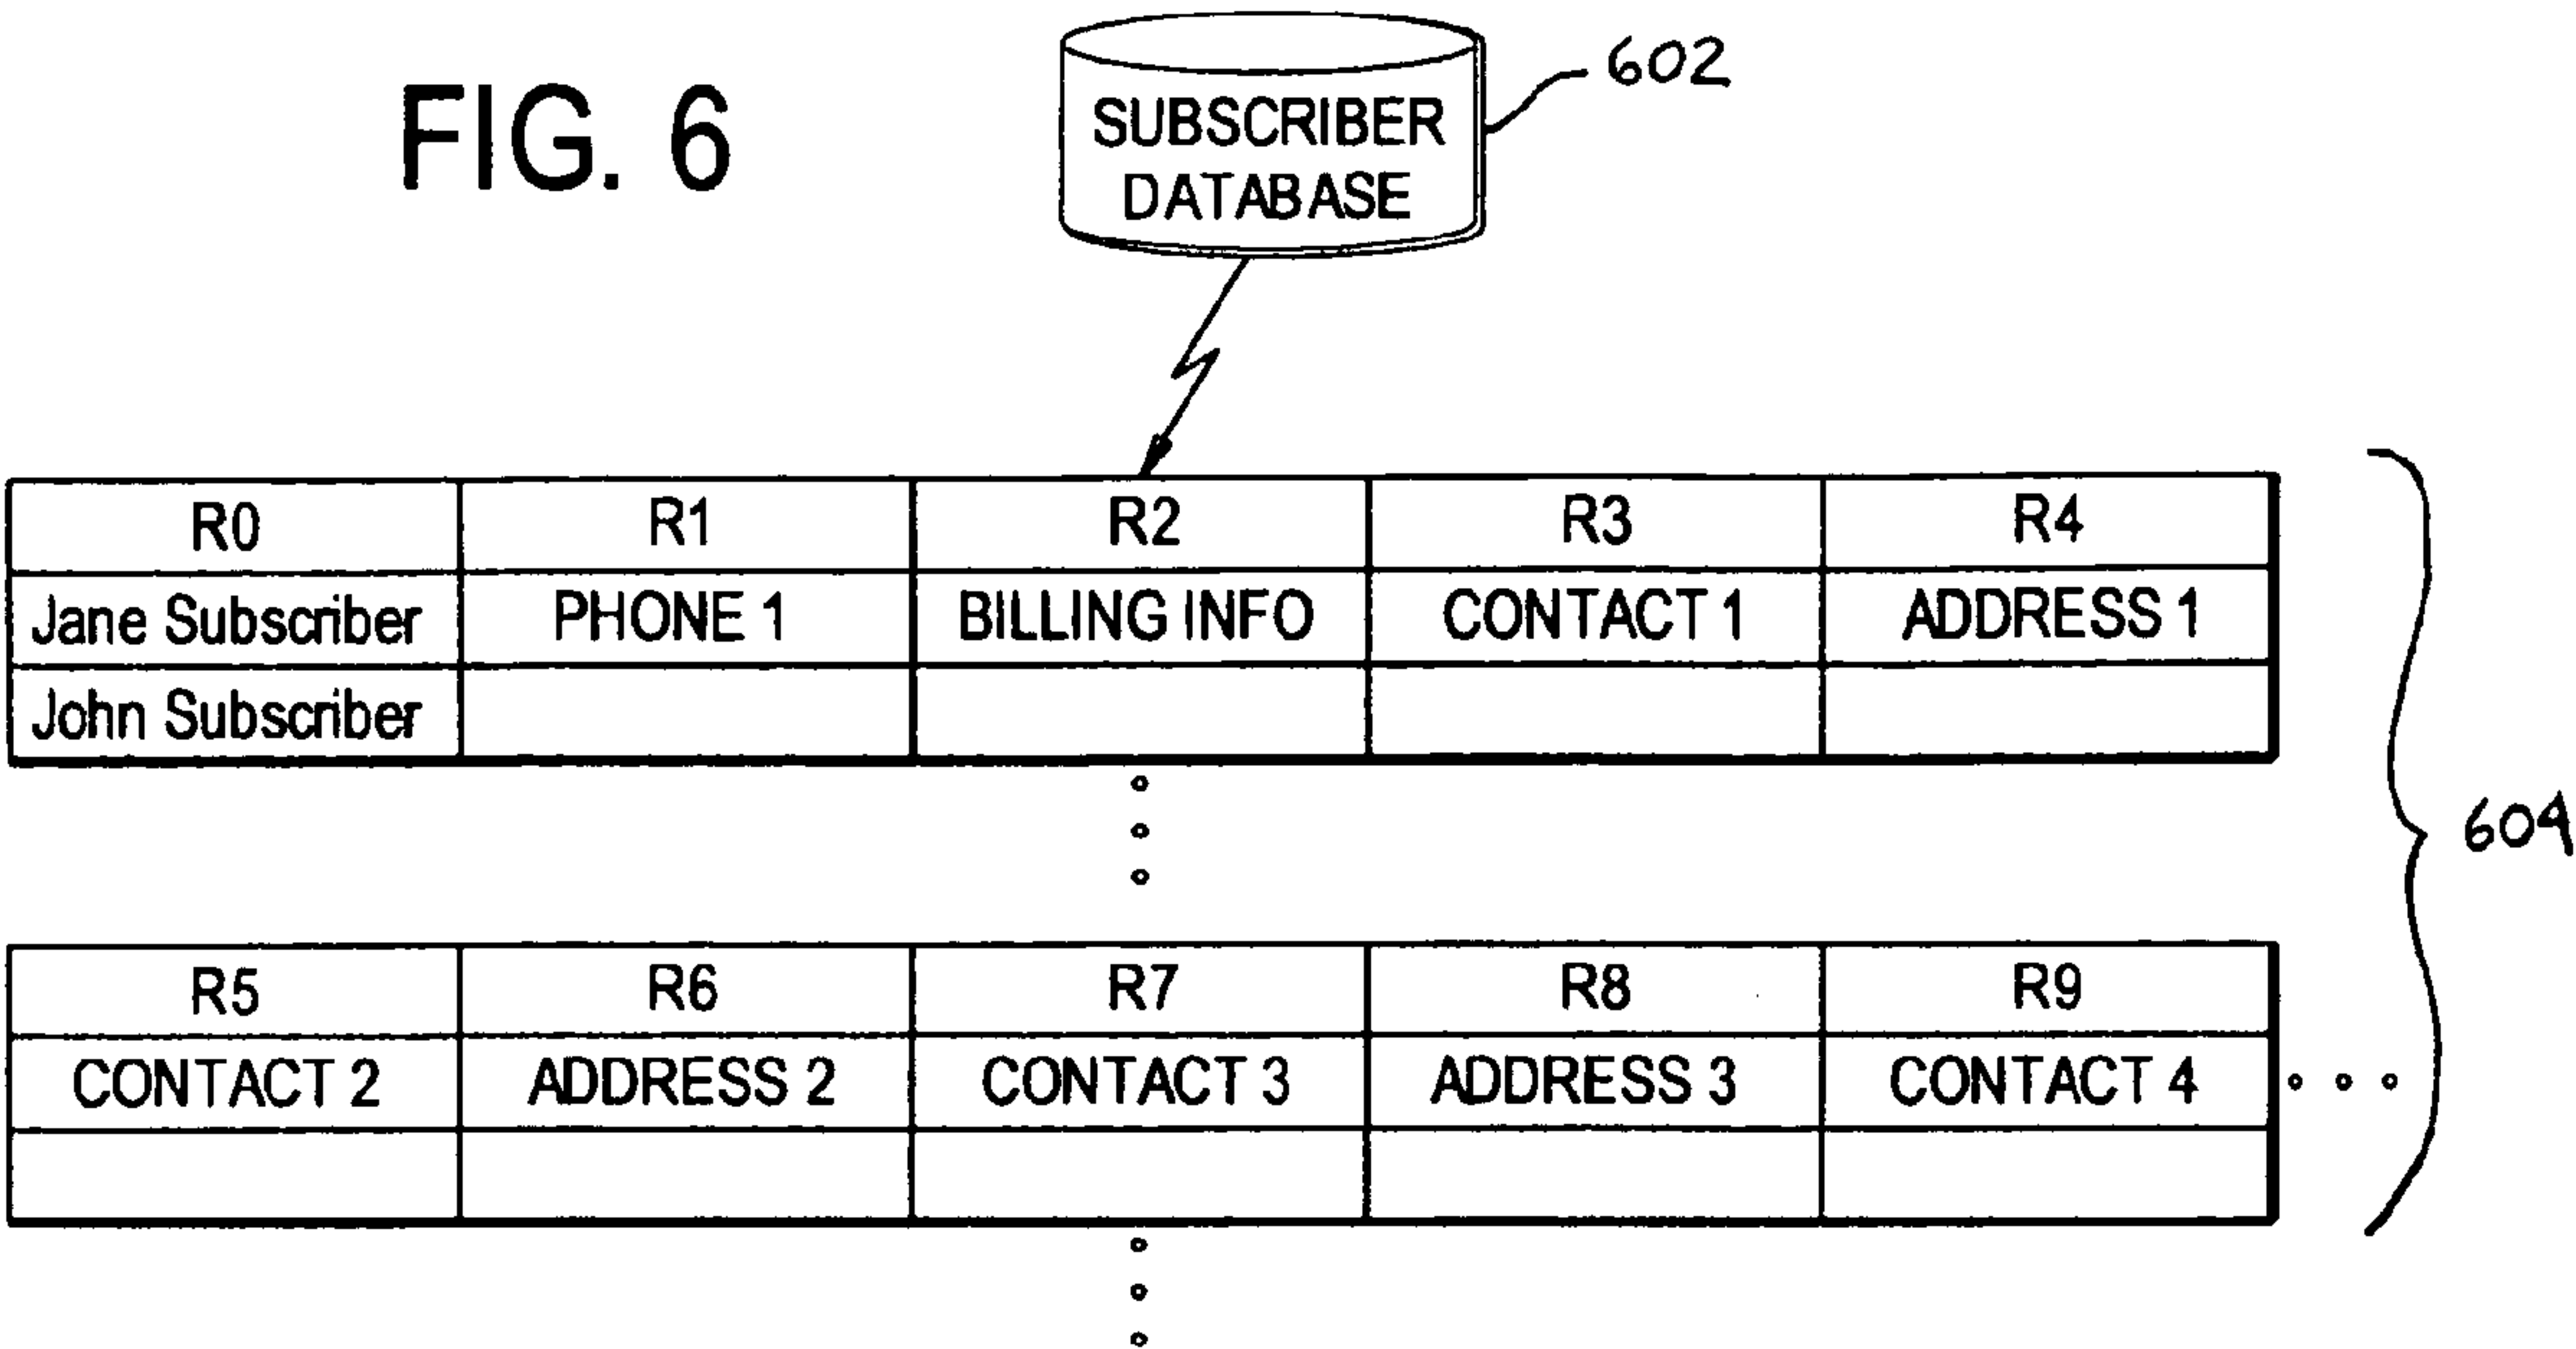 FIG. 6
SUBSCRIBER
DATABASE
602
R0 R1 R2 R3 R4
Jane Subscriber PHONE 1 BILLING INFO CONTACT 1 ADDRESS 1
John Subscriber
604
R5 R6 R7 R8 R9
CONTACT 2 ADDRESS 2 CONTACT 3 ADDRESS 3 CONTACT 4